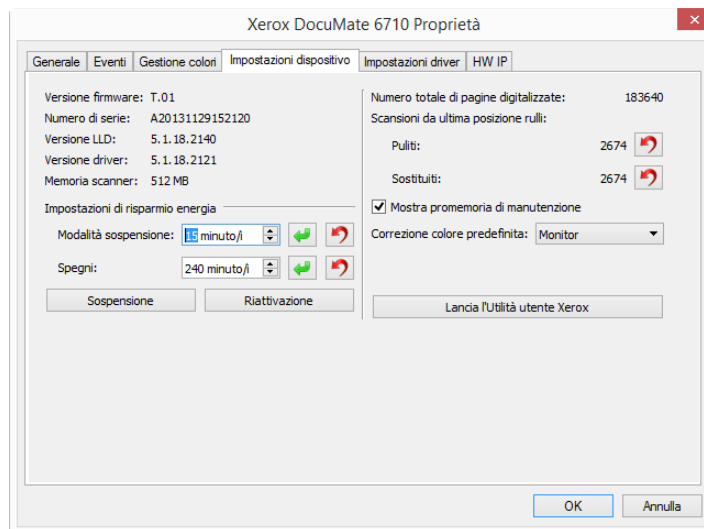 Xerox DocuMate 6710 Proprietà
Generale
Eventi
Gestione colori
Impostazioni dispositivo
Impostazioni driver
HW IP
Versione firmware: T.01
Numero di serie: A20131129152120
Versione LLD: 5.1.18.2140
Versione driver: 5.1.18.2121
Memoria scanner: 512 MB
Impostazioni di risparmio energia
Modalità sospensione: 15 minuto/i
Spegni: 240 minuto/i
Sospensione
Riattivazione
Numero totale di pagine digitalizzate: 183640
Scansioni da ultima posizione rulli:
Puliti: 2674
Sostituiti: 2674
Mostra promemoria di manutenzione
Correzione colore predefinita: Monitor
Lancia l'Utilità utente Xerox
OK
Annulla